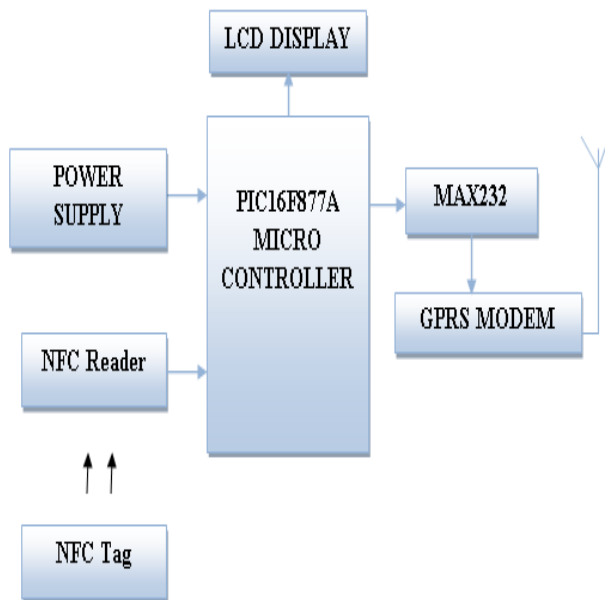 LCD DISPLAY
POWER
SUPPLY
PIC16F877A
MICRO
CONTROLLER
MAX232
GPRS MODEM
NFC Reader
NFC Tag